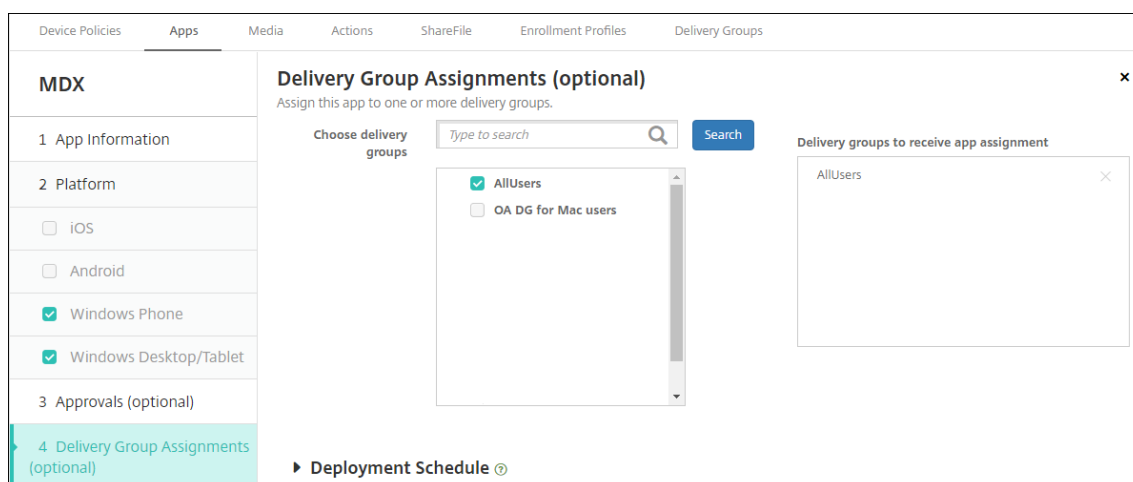 Device Policies Apps Media Actions ShareFile Enrollment Profiles Delivery Groups
MDX
1 App Information
2 Platform
iOS
Android
Windows Phone
Windows Desktop/Tablet
3 Approvals (optional)
4 Delivery Group Assignments
(optional)
Delivery Group Assignments (optional)
Assign this app to one or more delivery groups.
Choose delivery
groups
Type to search
Search
AllUsers
OA DG for Mac users
Delivery groups to receive app assignment
AllUsers
Deployment Schedule ?